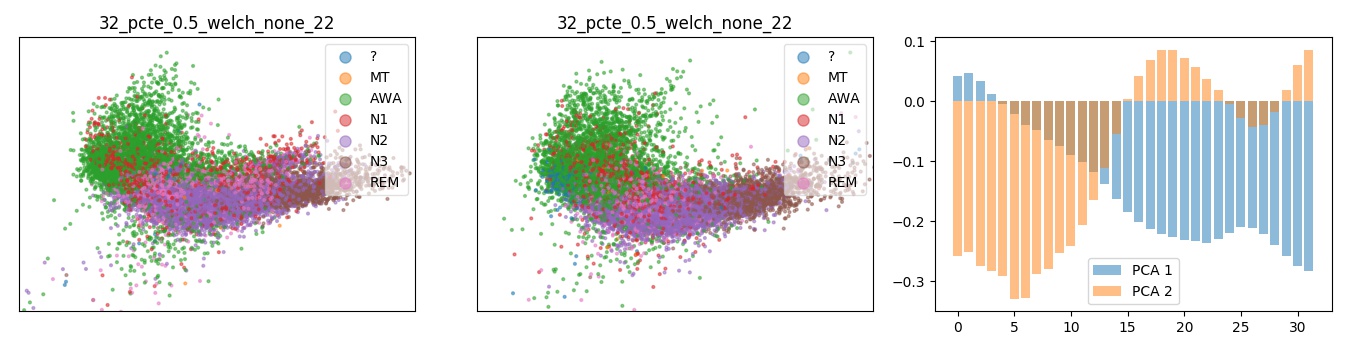 32_pcte_0.5_welch_none_22
?
MT
AWA
N1
N2
N3
REM
32_pcte_0.5_welch_none_22
?
MT
AWA
N1
N2
N3
REM
0.1
0.0
−0.1
−0.2
−0.3
PCA 1
PCA 2
0 5 10 15 20 25 30